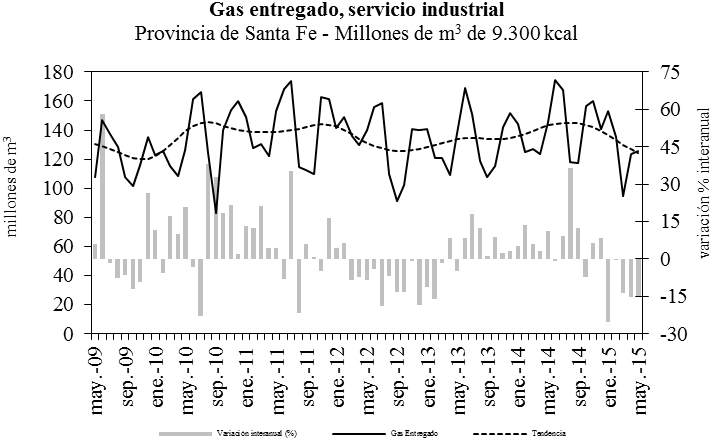 Gas entregado, servicio industrial
Provincia de Santa Fe - Millones de m³ de 9.300 kcal
millones de m³
180
160
140
120
100
80
60
40
20
0
75
60
45
30
15
0
-15
-30
variación % interanual
may.-09
sep.-09
ene.-10
may.-10
sep.-10
ene.-11
may.-11
sep.-11
ene.-12
may.-12
sep.-12
ene.-13
may.-13
sep.-13
ene.-14
may.-14
sep.-14
ene.-15
may.-15
Variación interanual (%)
Gas Entregado
Tendencia